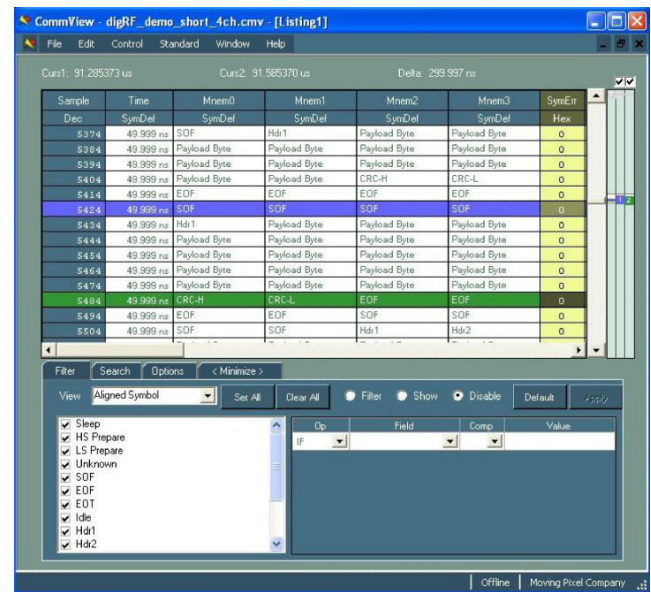 CommView - digRF_demo_short_4ch.cmv - [Listing1]
File Edit Control Standard Window Help
Curs1: 91.285373 us Curs2: 91.585370 us Delta: 299.997 ns
Sample Time Mnem0 Mnem1 Mnem2 Mnem3 SymErr
Dec SymDef SymDef SymDef SymDef SymDef Hex
5374 49.999 ns SOF Hdr1 Payload Byte Payload Byte 0
5384 49.999 ns Payload Byte Payload Byte Payload Byte Payload Byte 0
5394 49.999 ns Payload Byte Payload Byte Payload Byte Payload Byte 0
5404 49.999 ns Payload Byte Payload Byte CRC-H CRC-L 0
5414 49.999 ns EOF EOF EOF EOF 0
5424 49.999 ns SOF SOF SOF SOF 0
5434 49.999 ns Hdr1 Payload Byte Payload Byte Payload Byte 0
5444 49.999 ns Payload Byte Payload Byte Payload Byte Payload Byte 0
5454 49.999 ns Payload Byte Payload Byte Payload Byte Payload Byte 0
5464 49.999 ns Payload Byte Payload Byte Payload Byte Payload Byte 0
5474 49.999 ns Payload Byte Payload Byte Payload Byte Payload Byte 0
5484 49.999 ns CRC-H CRC-L EOF EOF 0
5494 49.999 ns EOF EOF SOF SOF 0
5504 49.999 ns SOF SOF Hdr1 Hdr2 0
1 2
Filter Search Options < Minimize >
View Aligned Symbol Set All Clear All Filter Show Disable Default Apply
Sleep
HS Prepare
LS Prepare
Unknown
SOF
EOF
EOT
Idle
Hdr1
Hdr2
Op Field Comp Value
IF
Offline Moving Pixel Company